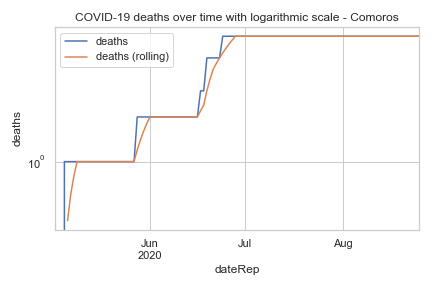 COVID-19 deaths over time with logarithmic scale - Comoros
deaths
deaths (rolling)
deaths
10⁰
Jun
2020
Jul
Aug
dateRep